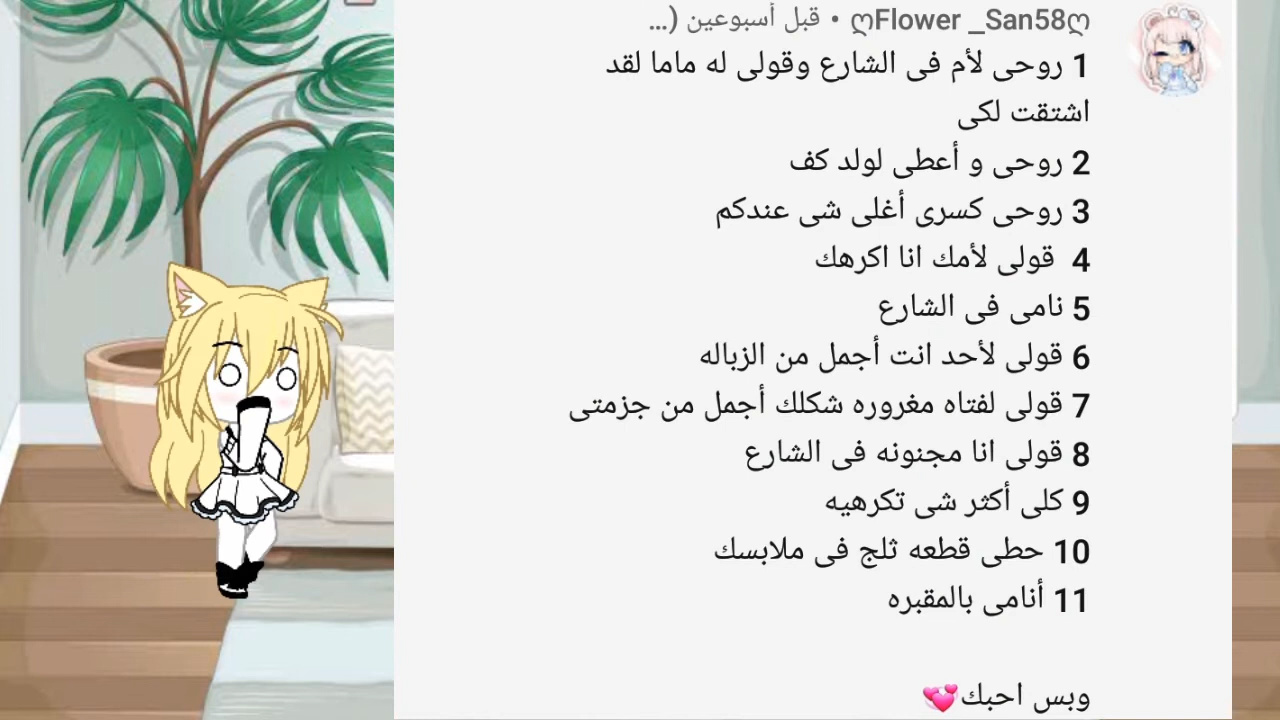 ღFlower _San58ღ • قبل أسبوعين (...
1 روحى لأم فى الشارع وقولى له ماما لقد
اشتقت لكى
2 روحى و أعطى لولد كف
3 روحى كسرى أغلى شى عندكم
4 قولى لأمك انا اكرهك
5 نامى فى الشارع
6 قولى لأحد انت أجمل من الزباله
7 قولى لفتاه مغروره شكلك أجمل من جزمتى
8 قولى انا مجنونه فى الشارع
9 كلى أكثر شى تكرهيه
10 حطى قطعه ثلج فى ملابسك
11 أنامى بالمقبره
وبس احبك💞